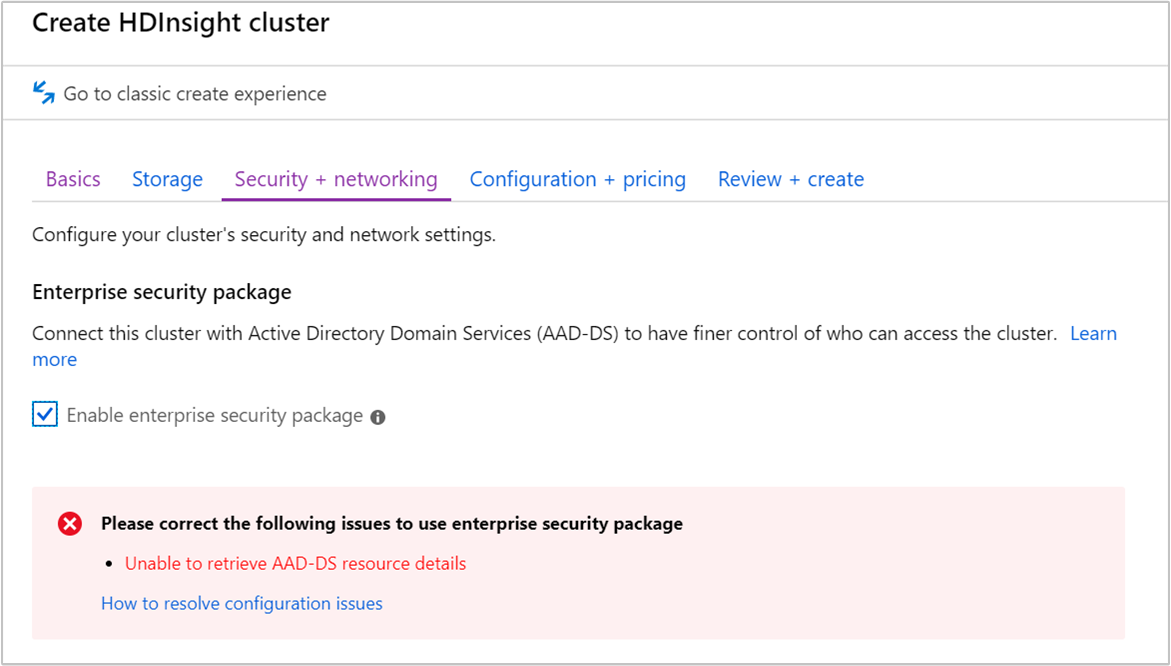 Create HDInsight cluster
Go to classic create experience
Basics Storage Security + networking Configuration + pricing Review + create
Configure your cluster's security and network settings.
Enterprise security package
Connect this cluster with Active Directory Domain Services (AAD-DS) to have finer control of who can access the cluster. Learn
more
Enable enterprise security package
Please correct the following issues to use enterprise security package
• Unable to retrieve AAD-DS resource details
How to resolve configuration issues